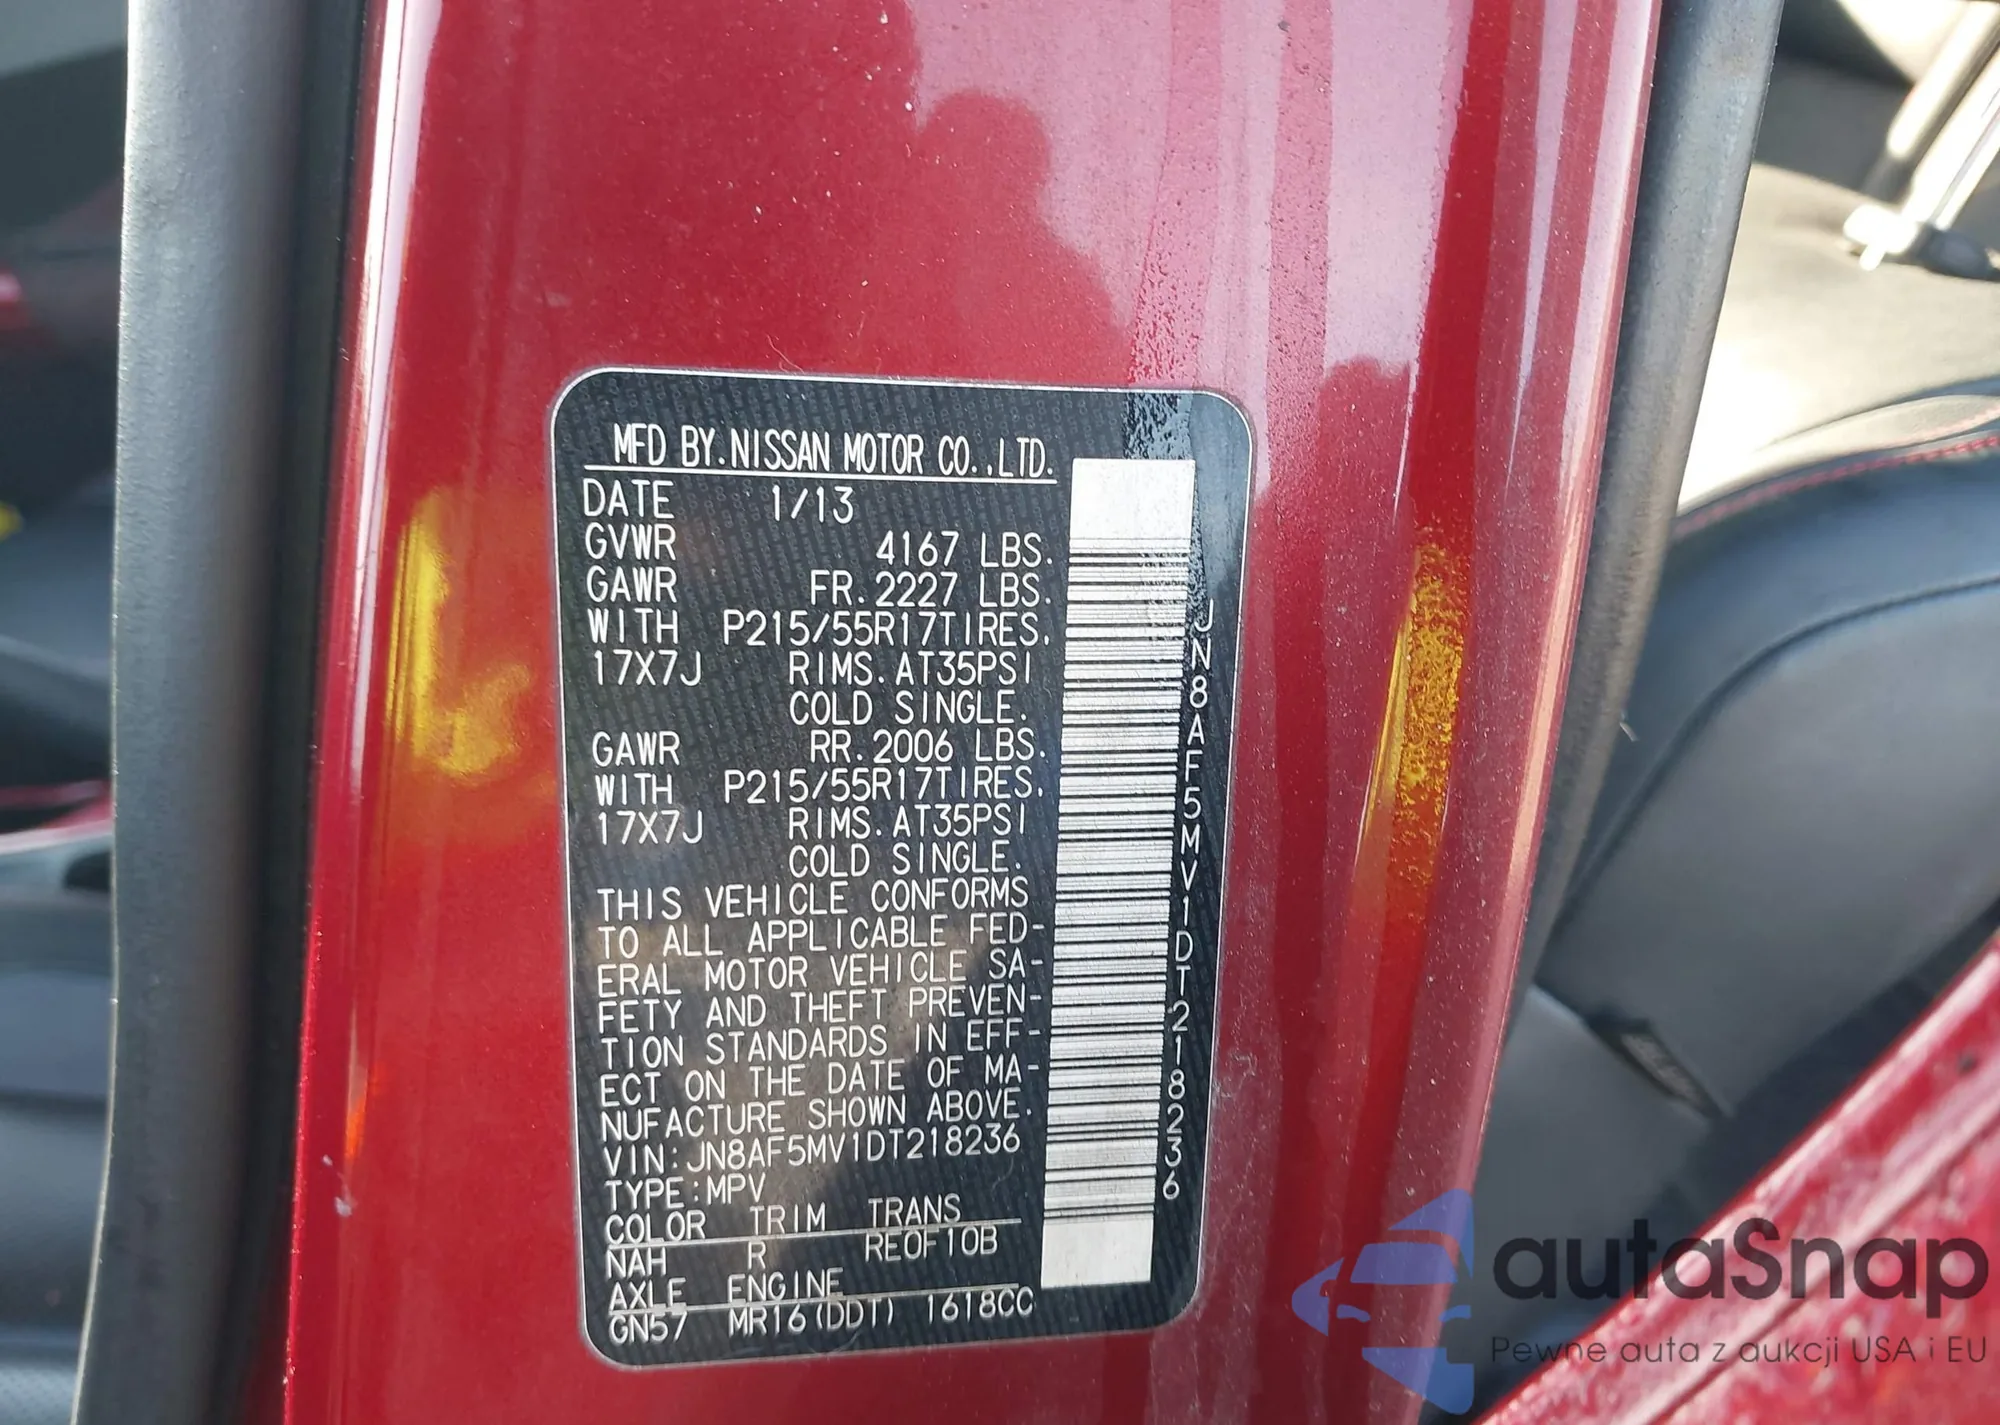 MFD BY.NISSAN MOTOR CO.,LTD.
DATE 1/13
GVWR 4167 LBS.
GAWR FR.2227 LBS.
WITH P215/55R17TIRES.
17X7J RIMS.AT35PSI
COLD SINGLE.
GAWR RR.2006 LBS.
WITH P215/55R17TIRES.
17X7J RIMS.AT35PSI
COLD SINGLE.
THIS VEHICLE CONFORMS
TO ALL APPLICABLE FED-
ERAL MOTOR VEHICLE SA-
FETY AND THEFT PREVEN-
TION STANDARDS IN EFF-
ECT ON THE DATE OF MA-
NUFACTURE SHOWN ABOVE.
VIN:JN8AF5MV1DT218236
TYPE:MPV
COLOR TRIM TRANS
NAH R RE0F10B
AXLE ENGINE
GN57 MR16(DDT) 1618CC
JN8AF5MV1DT218236
autaSnap
Pewne auta z aukcji USA i EU